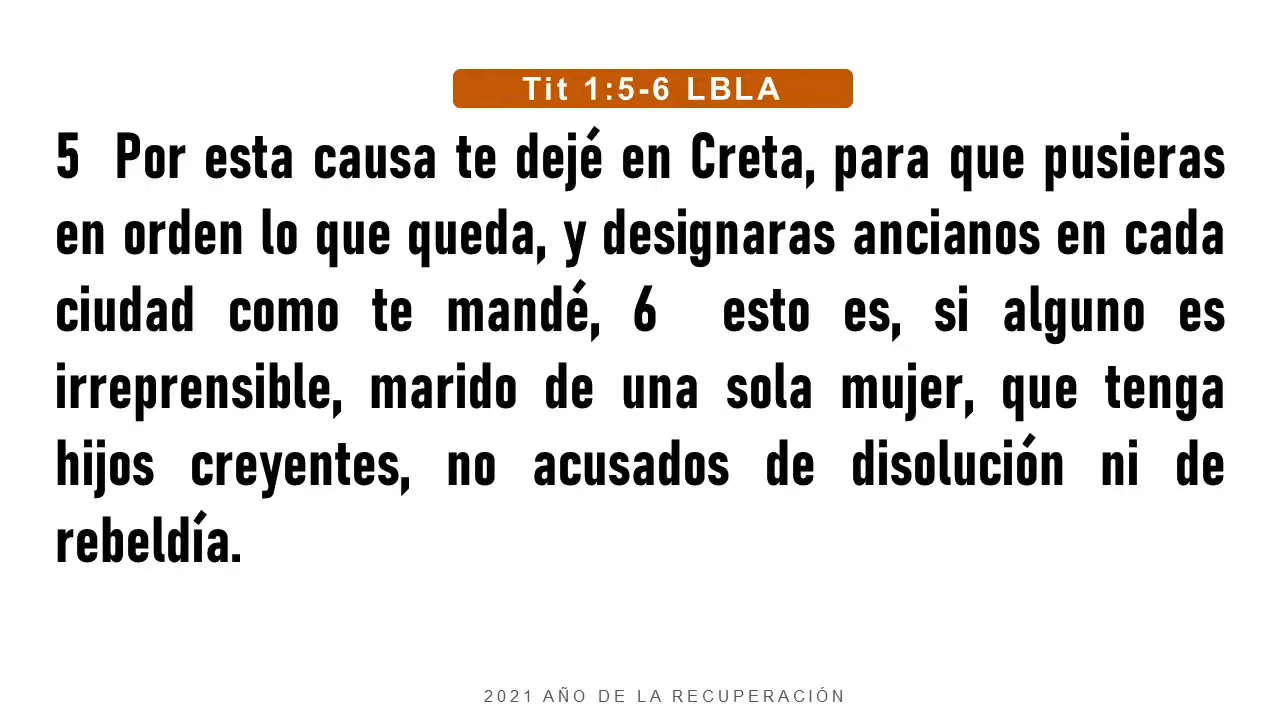 Tit 1:5-6 LBLA
5 Por esta causa te dejé en Creta, para que pusieras
en orden lo que queda, y designaras ancianos en cada
ciudad como te mandé, 6 esto es, si alguno es
irreprensible, marido de una sola mujer, que tenga
hijos creyentes, no acusados de disolución ni de
rebeldía.
2021 AÑO DE LA RECUPERACIÓN